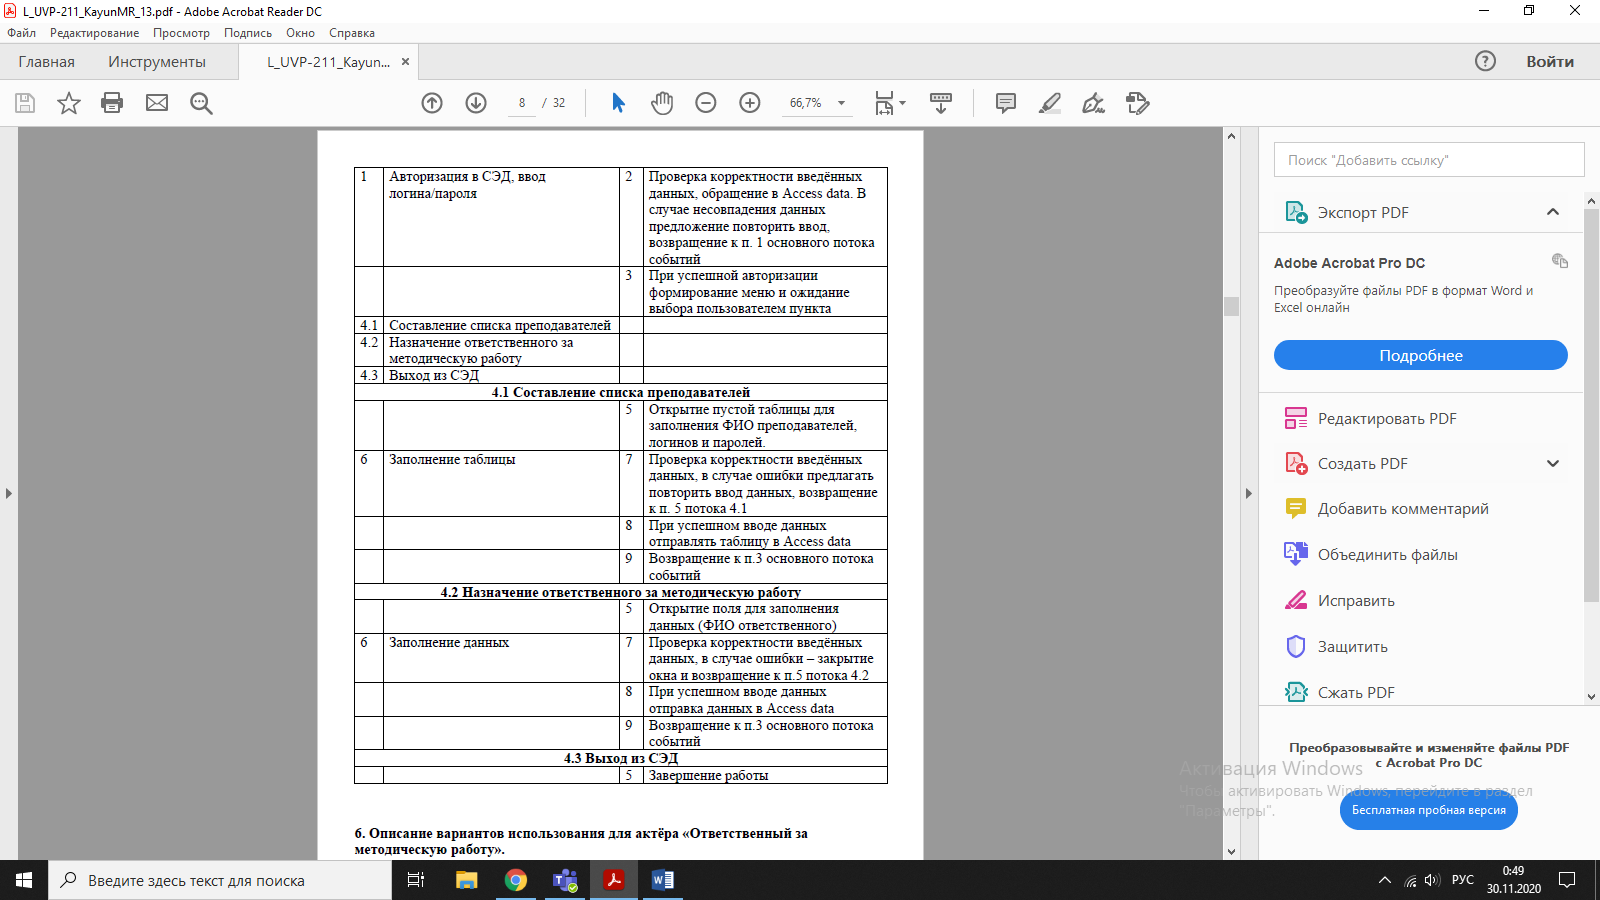 L_UVP-211_KayunMR_13.pdf - Adobe Acrobat Reader DC
Файл Редактирование Просмотр Подпись Окно Справка
Главная Инструменты L_UVP-211_Kayun... × Войти
8 / 32 66,7%
1 Авторизация в СЭД, ввод
логина/пароля
2 Проверка корректности введённых
данных, обращение в Access data. В
случае несовпадения данных
предложение повторить ввод,
возвращение к п. 1 основного потока
событий
3 При успешной авторизации
формирование меню и ожидание
выбора пользователем пункта
4.1 Составление списка преподавателей
4.2 Назначение ответственного за
методическую работу
4.3 Выход из СЭД
4.1 Составление списка преподавателей
5 Открытие пустой таблицы для
заполнения ФИО преподавателей,
логинов и паролей.
6 Заполнение таблицы
7 Проверка корректности введённых
данных, в случае ошибки предлагать
повторить ввод данных, возвращение
к п. 5 потока 4.1
8 При успешном вводе данных
отправлять таблицу в Access data
9 Возвращение к п.3 основного потока
событий
4.2 Назначение ответственного за методическую работу
5 Открытие поля для заполнения
данных (ФИО ответственного)
6 Заполнение данных
7 Проверка корректности введённых
данных, в случае ошибки – закрытие
окна и возвращение к п.5 потока 4.2
8 При успешном вводе данных
отправка данных в Access data
9 Возвращение к п.3 основного потока
событий
4.3 Выход из СЭД
5 Завершение работы
6. Описание вариантов использования для актёра «Ответственный за
методическую работу».
Поиск "Добавить ссылку"
Экспорт PDF
Adobe Acrobat Pro DC
Преобразуйте файлы PDF в формат Word и
Excel онлайн
Подробнее
Редактировать PDF
Создать PDF
Добавить комментарий
Объединить файлы
Исправить
Защитить
Сжать PDF
Преобразовывайте и изменяйте файлы PDF
с Acrobat Pro DC
Бесплатная пробная версия
Активация Windows
Чтобы активировать Windows, перейдите в раздел
"Параметры".
Введите здесь текст для поиска
РУС
0:49
30.11.2020